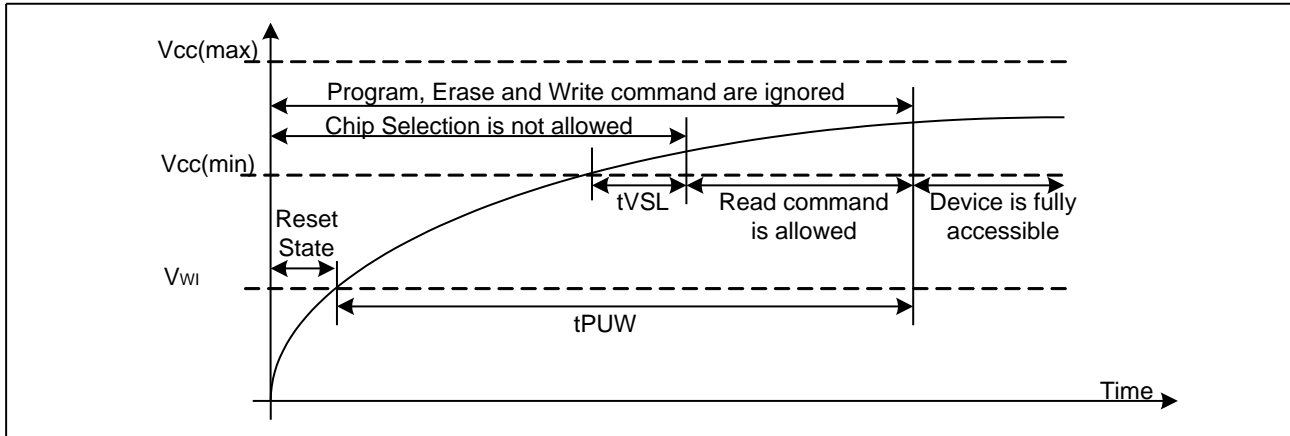 Vcc(max)
Program, Erase and Write command are ignored
Chip Selection is not allowed
Vcc(min)
tVSL
Read command
is allowed
Device is fully
accessible
Reset
State
VWI
tPUW
Time